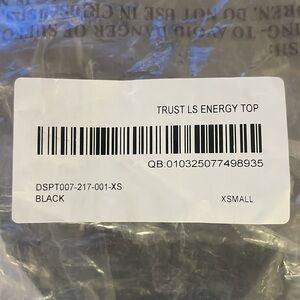 TRUST LS ENERGY TOP
QB:010325077498935
DSPT007-217-001-XS
BLACK
XSMALL